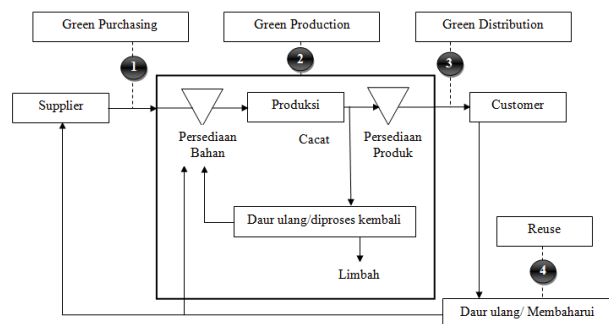 Green Purchasing
Green Production
Green Distribution
1
2
3
Supplier
Produksi
Customer
Persediaan
Bahan
Cacat
Persediaan
Produk
Daur ulang/diproses kembali
Limbah
Reuse
4
Daur ulang/ Membaharui